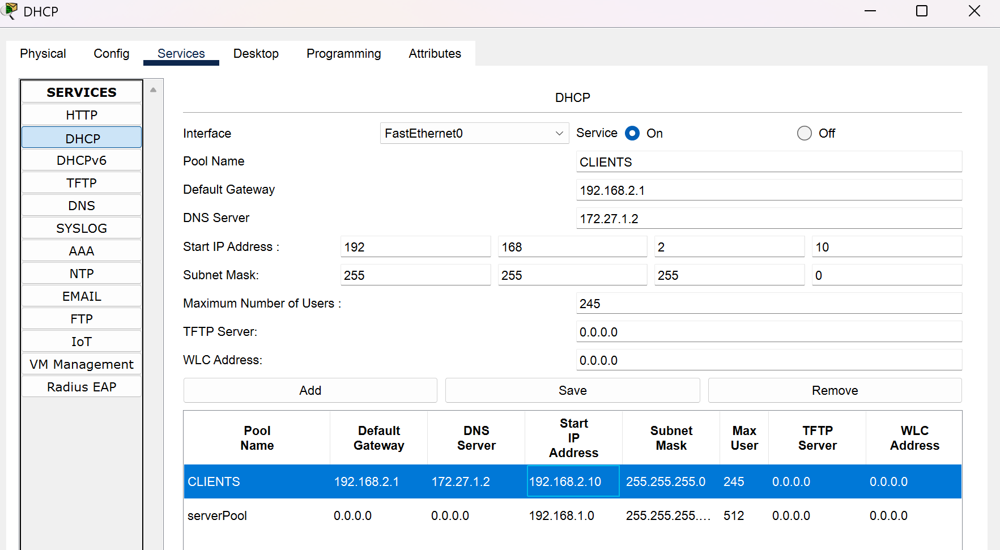 DHCP
Physical Config Services Desktop Programming Attributes
SERVICES
HTTP
DHCP
DHCPv6
TFTP
DNS
SYSLOG
AAA
NTP
EMAIL
FTP
IoT
VM Management
Radius EAP
DHCP
Interface FastEthernet0 Service On Off
Pool Name CLIENTS
Default Gateway 192.168.2.1
DNS Server 172.27.1.2
Start IP Address : 192 168 2 10
Subnet Mask: 255 255 255 0
Maximum Number of Users : 245
TFTP Server: 0.0.0.0
WLC Address: 0.0.0.0
Add Save Remove
Pool Name Default Gateway DNS Server Start IP Address Subnet Mask Max User TFTP Server WLC Address
CLIENTS 192.168.2.1 172.27.1.2 192.168.2.10 255.255.255.0 245 0.0.0.0 0.0.0.0
serverPool 0.0.0.0 0.0.0.0 192.168.1.0 255.255.255.... 512 0.0.0.0 0.0.0.0